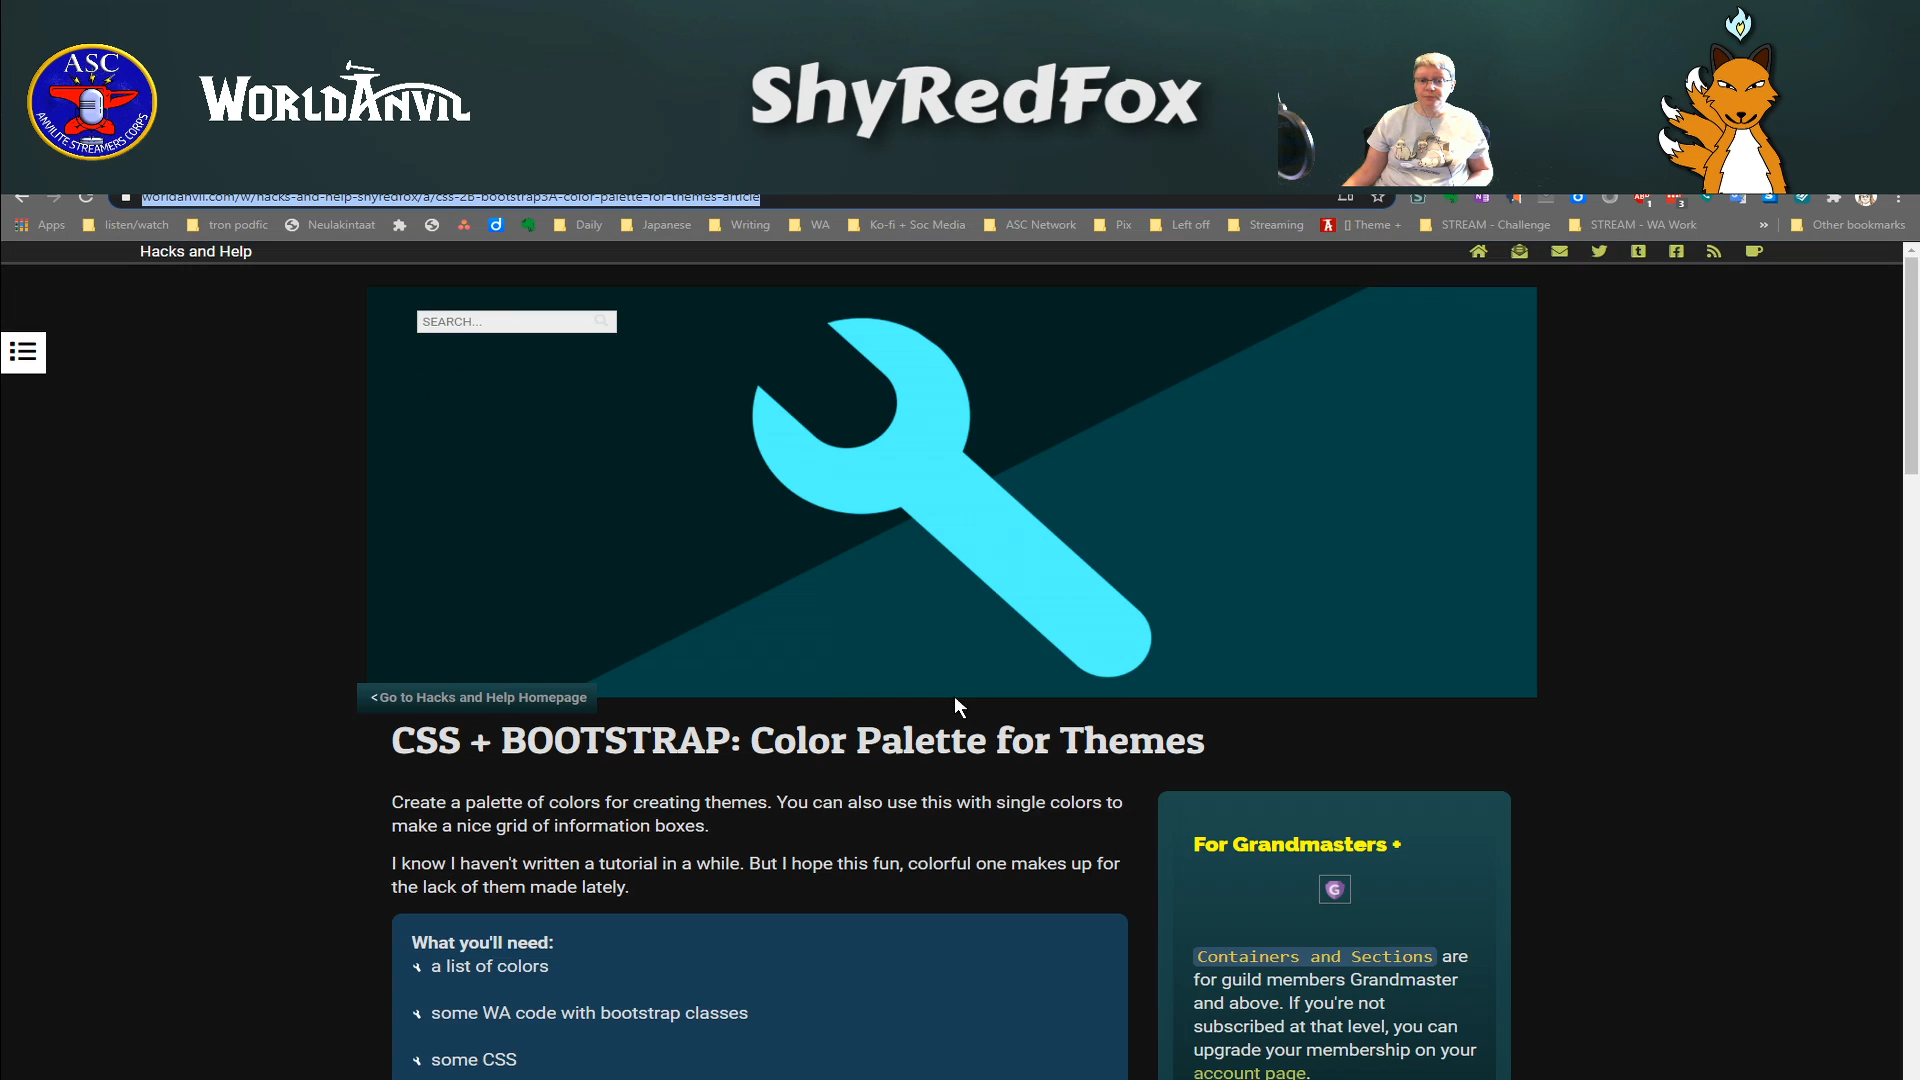 ASC
ANVILITE STREAMERS CORPS
WORLDANVIL
ShyRedFox
worldanvil.com/w/hacks-and-help-shyredfox/a/css-2B-bootstrap3A-color-palette-for-themes-article
Apps listen/watch tron podfic Neulakintaat Daily Japanese Writing WA Ko-fi + Soc Media ASC Network Pix Left off Streaming [] Theme + STREAM - Challenge STREAM - WA Work » Other bookmarks
Hacks and Help
SEARCH...
<Go to Hacks and Help Homepage
CSS + BOOTSTRAP: Color Palette for Themes
Create a palette of colors for creating themes. You can also use this with single colors to
make a nice grid of information boxes.
I know I haven't written a tutorial in a while. But I hope this fun, colorful one makes up for
the lack of them made lately.
What you'll need:
a list of colors
some WA code with bootstrap classes
some CSS
For Grandmasters +
G
Containers and Sections are
for guild members Grandmaster
and above. If you're not
subscribed at that level, you can
upgrade your membership on your
account page.